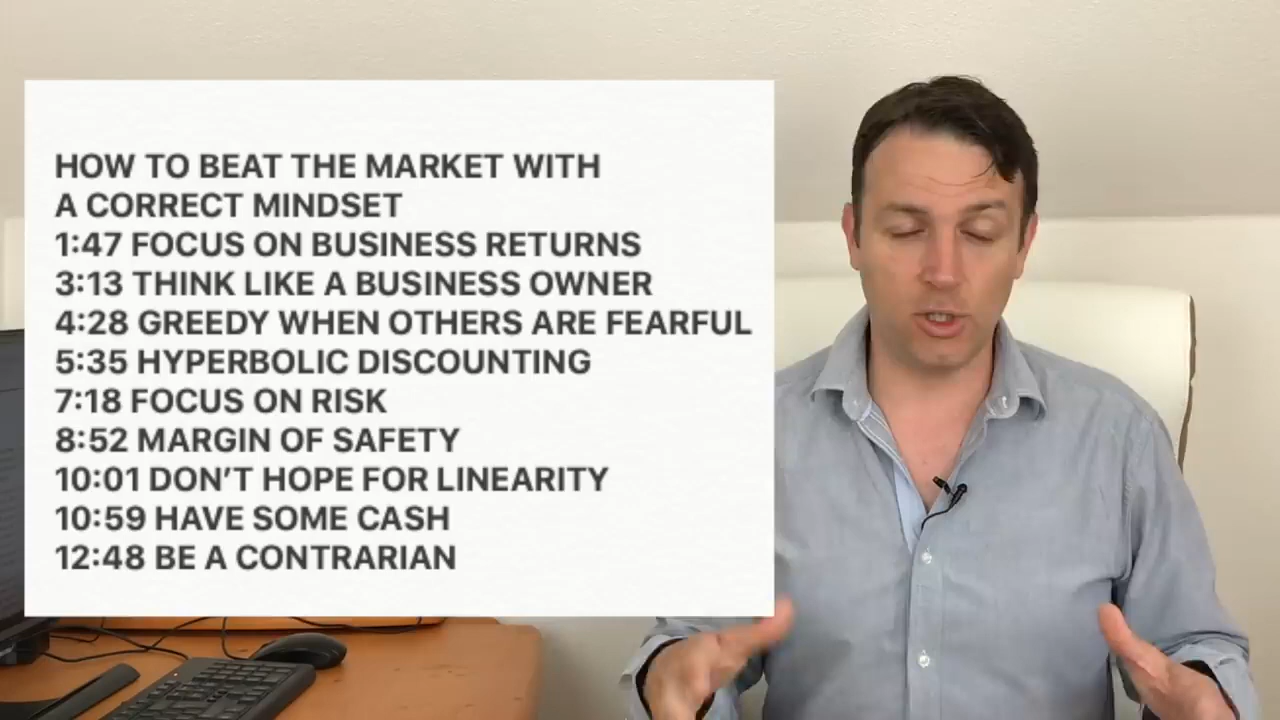 HOW TO BEAT THE MARKET WITH
A CORRECT MINDSET
1:47 FOCUS ON BUSINESS RETURNS
3:13 THINK LIKE A BUSINESS OWNER
4:28 GREEDY WHEN OTHERS ARE FEARFUL
5:35 HYPERBOLIC DISCOUNTING
7:18 FOCUS ON RISK
8:52 MARGIN OF SAFETY
10:01 DON'T HOPE FOR LINEARITY
10:59 HAVE SOME CASH
12:48 BE A CONTRARIAN